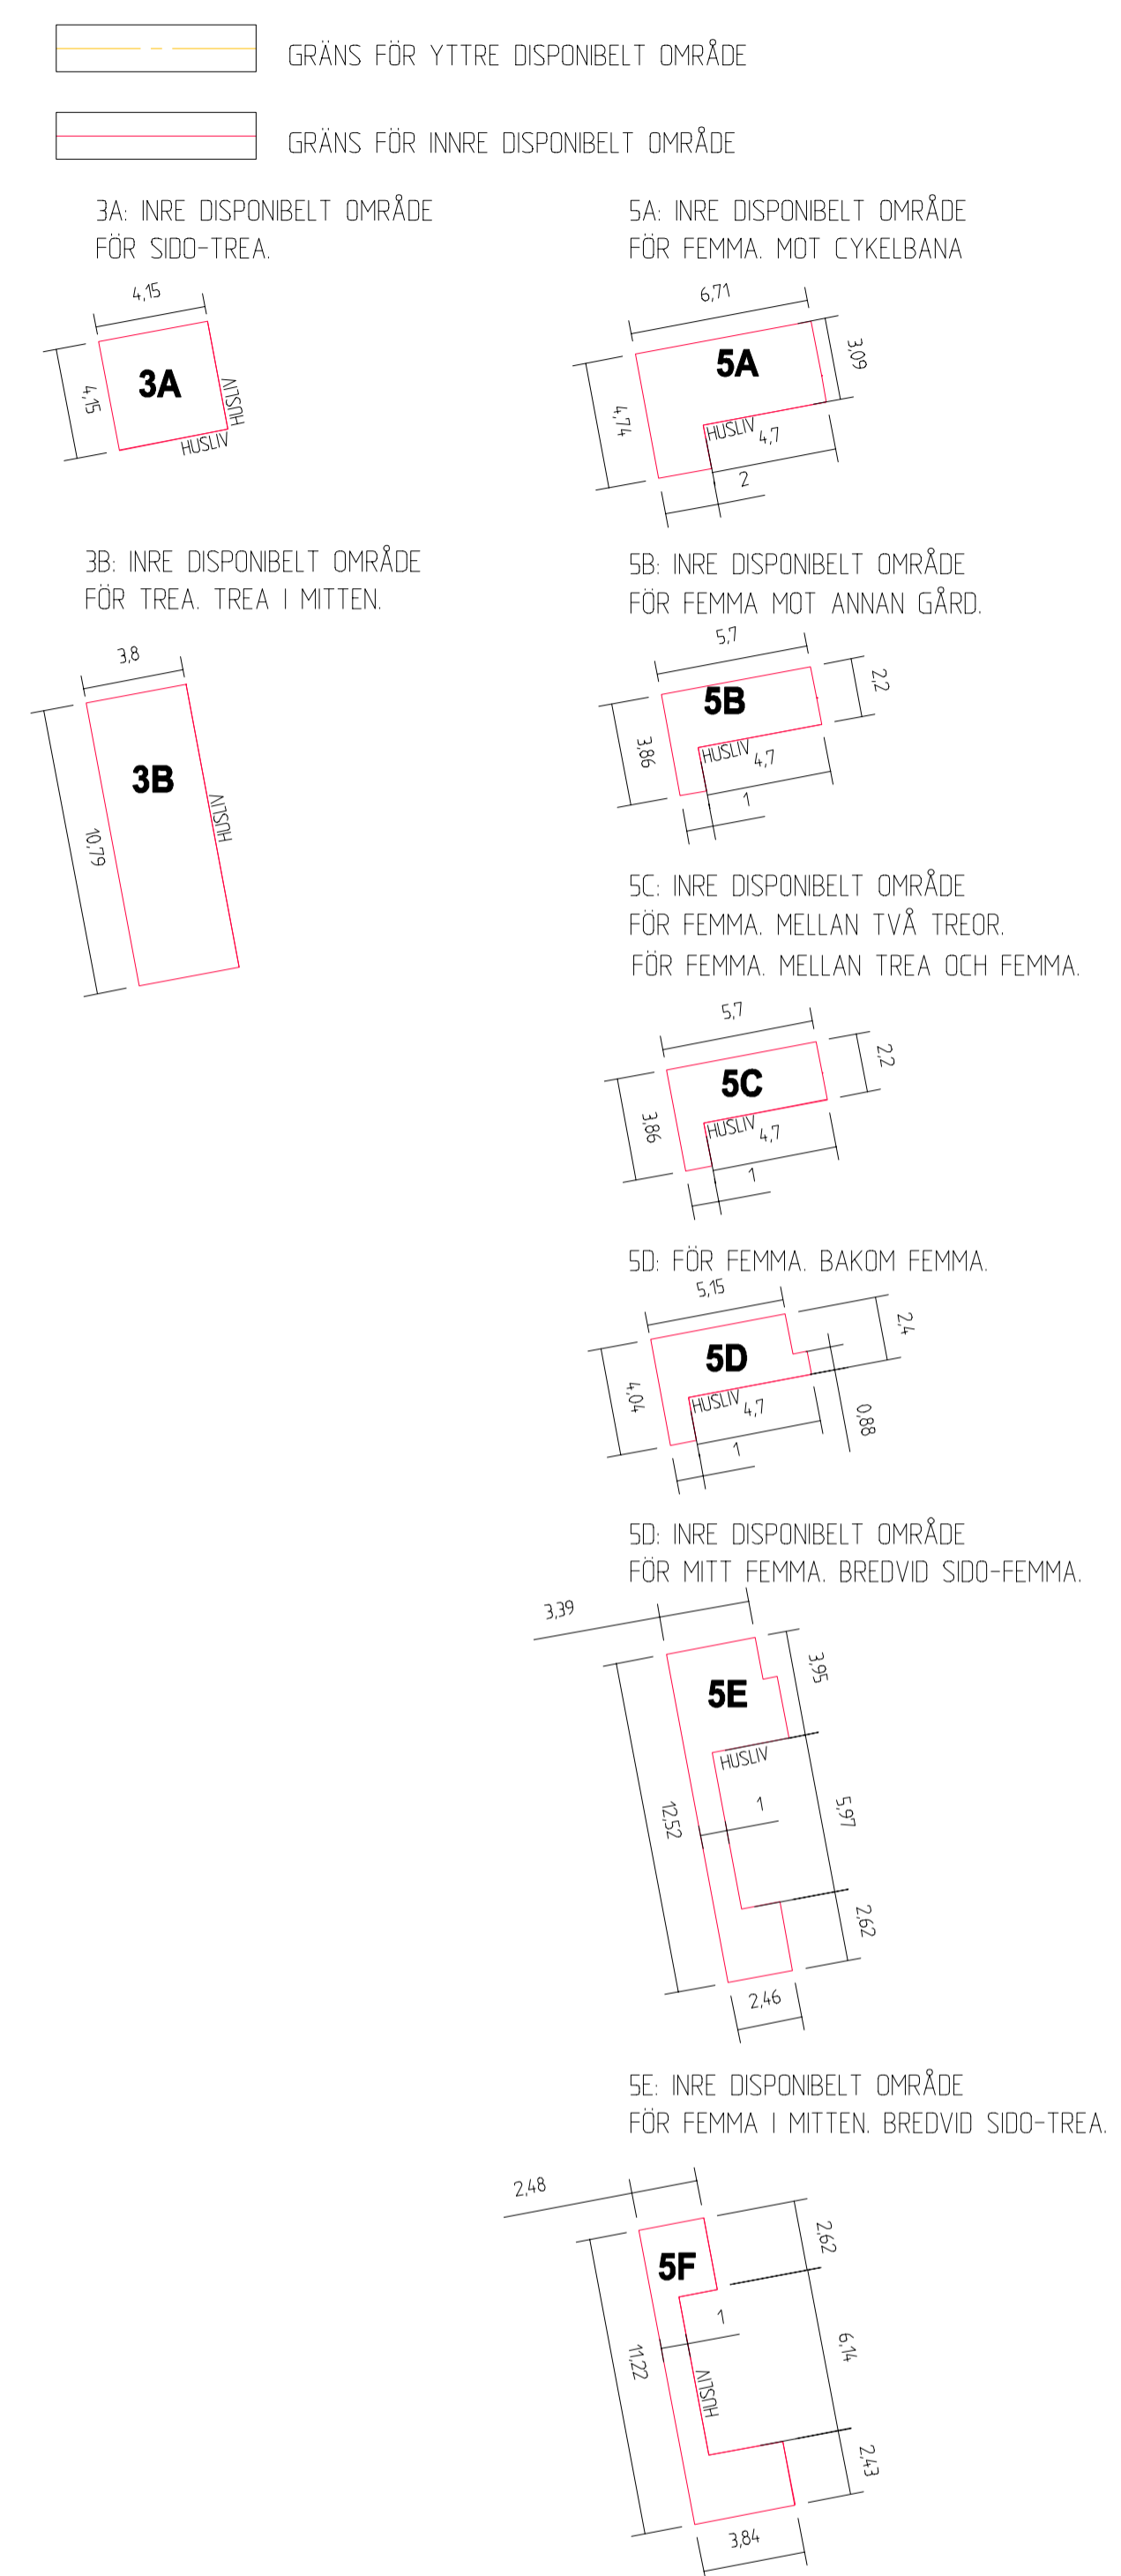 GRÄNS FÖR YTTRE DISPONIBELT OMRÅDE
GRÄNS FÖR INNRE DISPONIBELT OMRÅDE
3A: INRE DISPONIBELT OMRÅDE
FÖR SIDO-TREA.
4,15
4,15
3A
HUSLIV
HUSLIV
3B: INRE DISPONIBELT OMRÅDE
FÖR TREA. TREA I MITTEN.
3,8
10,79
3B
HUSLIV
5A: INRE DISPONIBELT OMRÅDE
FÖR FEMMA. MOT CYKELBANA
6,71
5A
3,09
4,74
HUSLIV
4,7
2
5B: INRE DISPONIBELT OMRÅDE
FÖR FEMMA MOT ANNAN GÅRD.
5,7
5B
2,2
3,86
HUSLIV
4,7
1
5C: INRE DISPONIBELT OMRÅDE
FÖR FEMMA. MELLAN TVÅ TREOR.
FÖR FEMMA. MELLAN TREA OCH FEMMA.
5,7
5C
2,2
3,86
HUSLIV
4,7
1
5D: FÖR FEMMA. BAKOM FEMMA.
5,15
5D
2,4
4,04
HUSLIV
4,7
0,88
1
5D: INRE DISPONIBELT OMRÅDE
FÖR MITT FEMMA. BREDVID SIDO-FEMMA.
3,39
5E
3,95
HUSLIV
12,52
1
5,97
2,62
2,46
5E: INRE DISPONIBELT OMRÅDE
FÖR FEMMA I MITTEN. BREDVID SIDO-TREA.
2,48
5F
2,62
1
11,22
6,14
HUSLIV
2,43
3,84